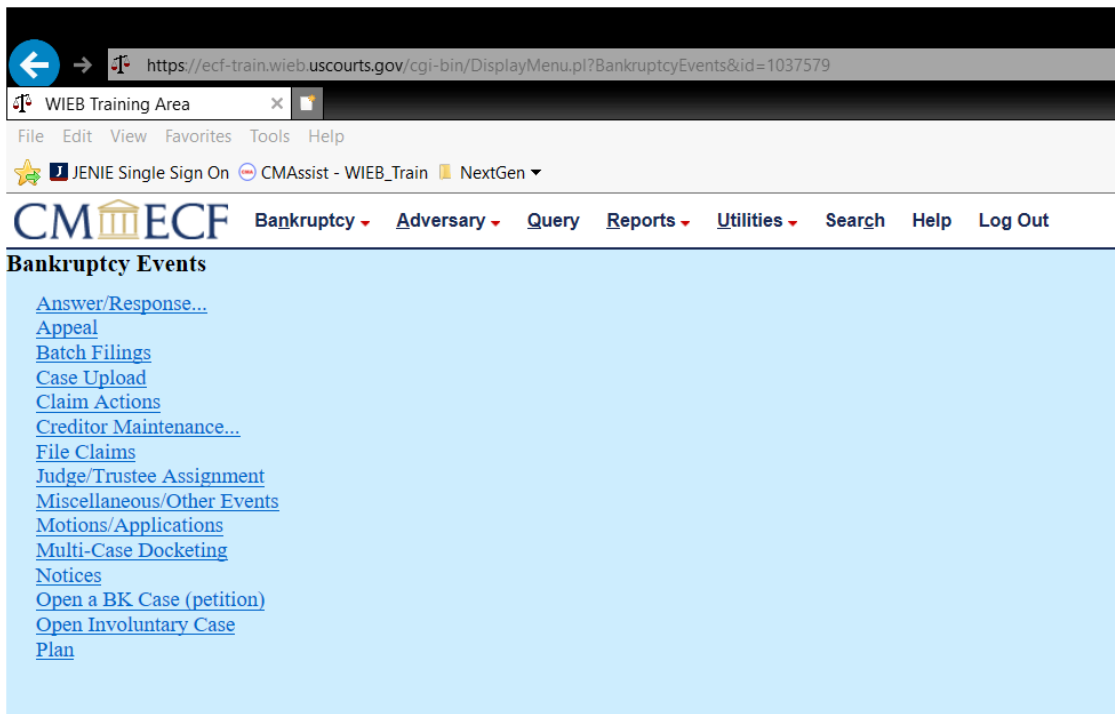 https://ecf-train.wieb.uscourts.gov/cgi-bin/DisplayMenu.pl?BankruptcyEvents&id=1037579
WIEB Training Area
File Edit View Favorites Tools Help
JENIE Single Sign On CMAssist - WIEB_Train NextGen
CM ECF Bankruptcy Adversary Query Reports Utilities Search Help Log Out
Bankruptcy Events
Answer/Response...
Appeal
Batch Filings
Case Upload
Claim Actions
Creditor Maintenance...
File Claims
Judge/Trustee Assignment
Miscellaneous/Other Events
Motions/Applications
Multi-Case Docketing
Notices
Open a BK Case (petition)
Open Involuntary Case
Plan